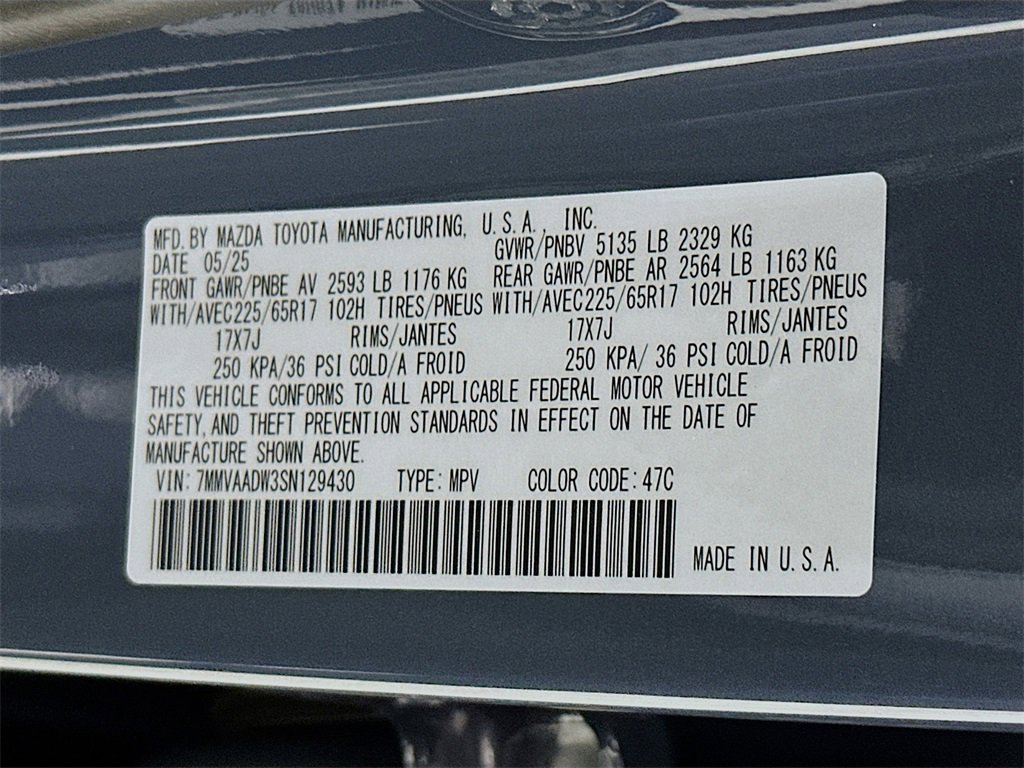 MFD. BY MAZDA TOYOTA MANUFACTURING, U.S.A., INC.
DATE 05/25 GVWR/PNBV 5135 LB 2329 KG
FRONT GAWR/PNBE AV 2593 LB 1176 KG REAR GAWR/PNBE AR 2564 LB 1163 KG
WITH/AVEC225/65R17 102H TIRES/PNEUS WITH/AVEC225/65R17 102H TIRES/PNEUS
17X7J RIMS/JANTES 17X7J RIMS/JANTES
250 KPA/36 PSI COLD/A FROID 250 KPA/ 36 PSI COLD/A FROID
THIS VEHICLE CONFORMS TO ALL APPLICABLE FEDERAL MOTOR VEHICLE
SAFETY, AND THEFT PREVENTION STANDARDS IN EFFECT ON THE DATE OF
MANUFACTURE SHOWN ABOVE.
VIN: 7MMVAADW3SN129430 TYPE: MPV COLOR CODE: 47C
MADE IN U.S.A.